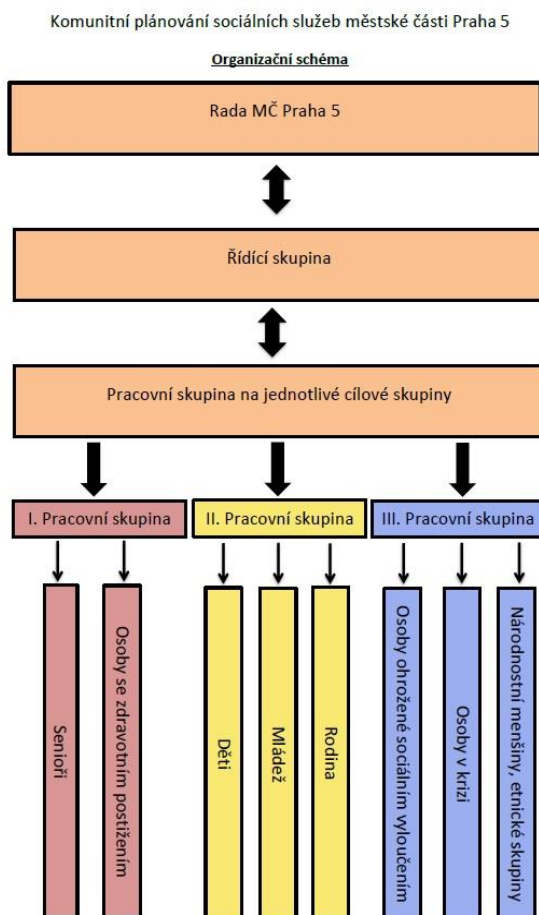 Komunitní plánování sociálních služeb městské části Praha 5
Organizační schéma
Rada MČ Praha 5
Řídící skupina
Pracovní skupina na jednotlivé cílové skupiny
I. Pracovní skupina
II. Pracovní skupina
III. Pracovní skupina
Senioři
Osoby se zdravotním postižením
Děti
Mládež
Rodina
Osoby ohrožené sociálním vyloučením
Osoby v krizi
Národnostní menšiny, etnické skupiny